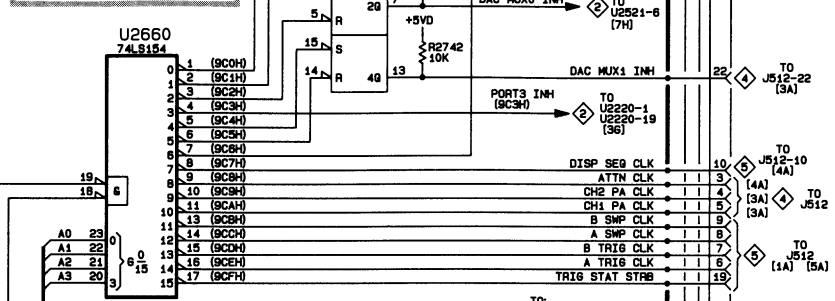 7
2Q
DAC MUX0 INH
2
TO
U2521-6
[7H]
5
R
+5VD
U2660
74LS154
15
S
R2742
10K
14
R
4Q
13
DAC MUX1 INH
22
4
TO
J512-22
[3A]
0 1 (9C0H)
1 2 (9C1H)
2 3 (9C2H)
3 4 (9C3H)
4 5 (9C4H)
5 6 (9C5H)
6 7 (9C6H)
PORT3 INH
(9C3H)
2
TO
U2220-1
U2220-19
[3G]
7 8 (9C7H) DISP SEQ CLK 10
5
TO
J512-10
[4A]
19
18
&
8 9 (9C8H) ATTN CLK 3 [4A]
9 10 (9C9H) CH2 PA CLK 4 [3A]
10 11 (9CAH) CH1 PA CLK 5 [3A]
4
TO
J512
11 13 (9CBH) B SWP CLK 9
12 14 (9CCH) A SWP CLK 8
13 15 (9CDH) B TRIG CLK 7
14 16 (9CEH) A TRIG CLK 6
15 17 (9CFH) TRIG STAT STRB 19
5
TO
J512
[1A] [5A]
A0 23 0
A1 22
A2 21
A3 20 3
G 0/15
TO: